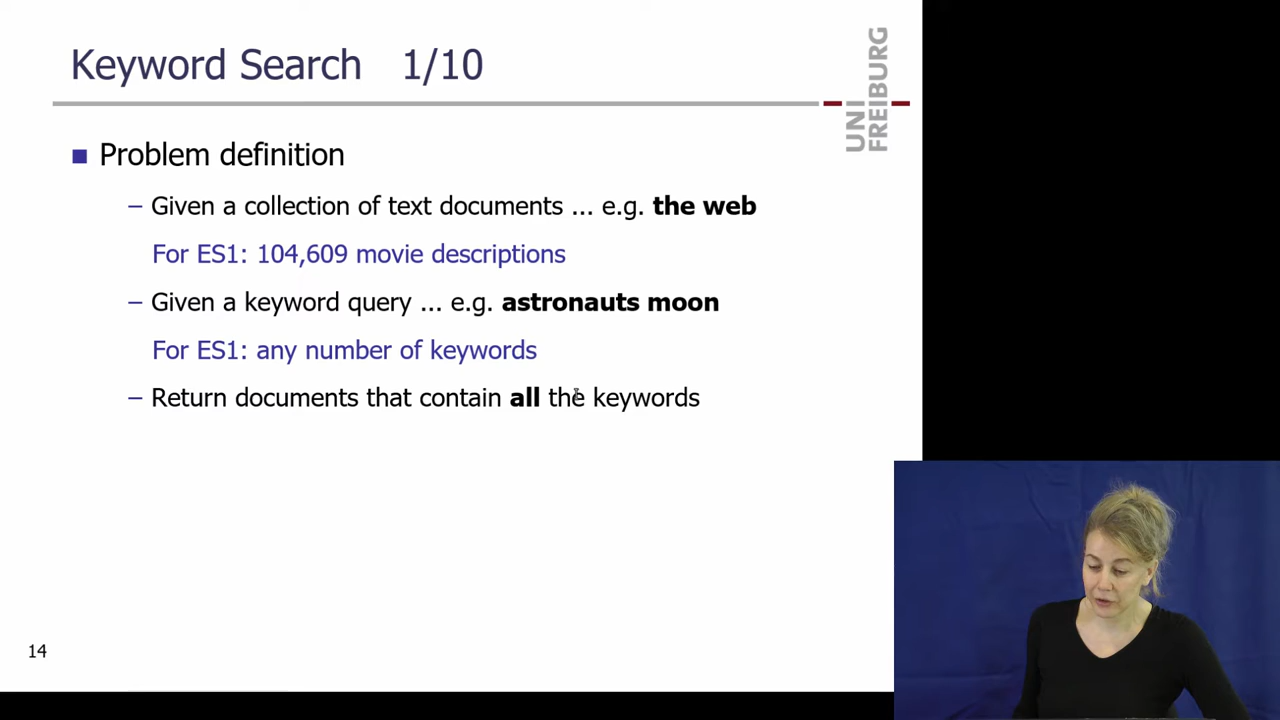 Keyword Search 1/10
UNI
FREIBURG
■ Problem definition
– Given a collection of text documents ... e.g. the web
For ES1: 104,609 movie descriptions
– Given a keyword query ... e.g. astronauts moon
For ES1: any number of keywords
– Return documents that contain all the keywords
14